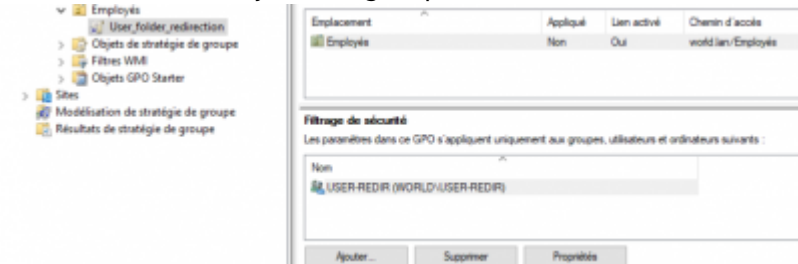 Employés
User_folder_redirection
Objets de stratégie de groupe
Filtres WMI
Objets GPO Starter
Sites
Modélisation de stratégie de groupe
Résultats de stratégie de groupe
Emplacement Appliqué Lien activé Chemin d'accès
Employés Non Oui world.lan/Employés
Filtrage de sécurité
Les paramètres dans ce GPO s'appliquent uniquement aux groupes, utilisateurs et ordinateurs suivants :
Nom
USER-REDIR (WORLD\USER-REDIR)
Ajouter... Supprimer Propriétés